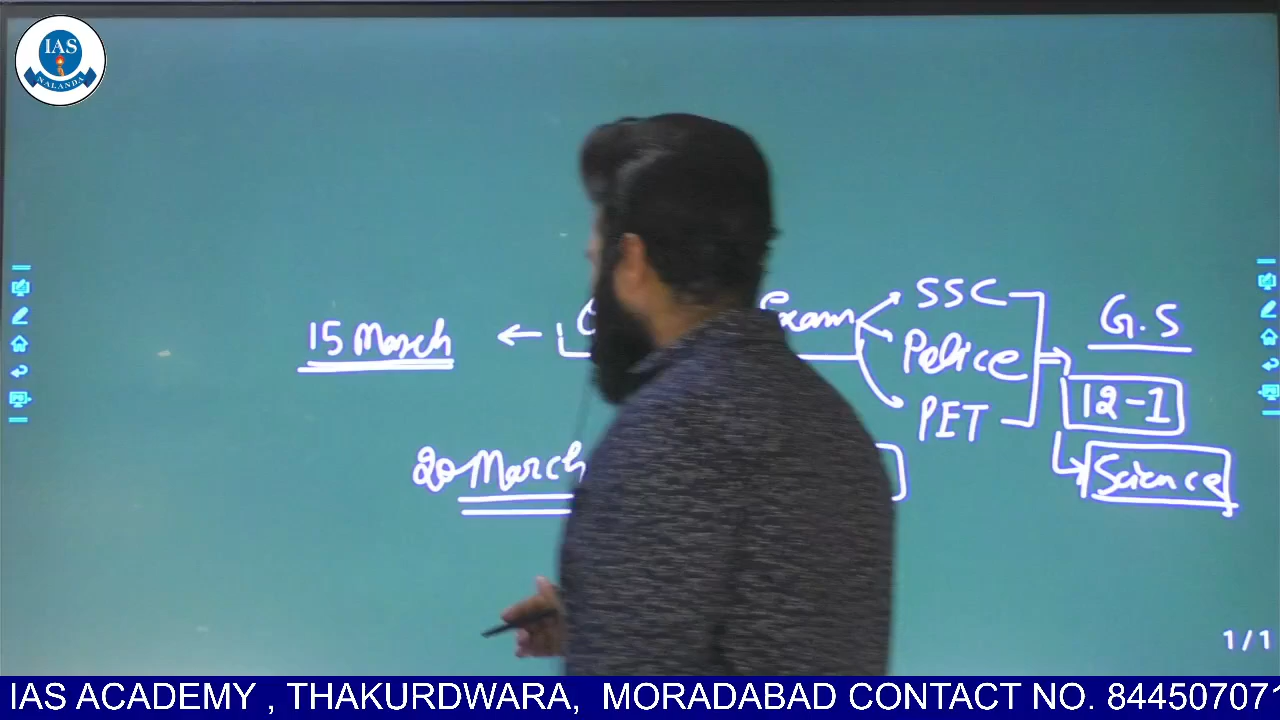 IAS
NALANDA
15 March ← Exam
SSC
Police
PET
G.S
12-1
Science
20 March
1/1
IAS ACADEMY , THAKURDWARA, MORADABAD CONTACT NO. 844507071